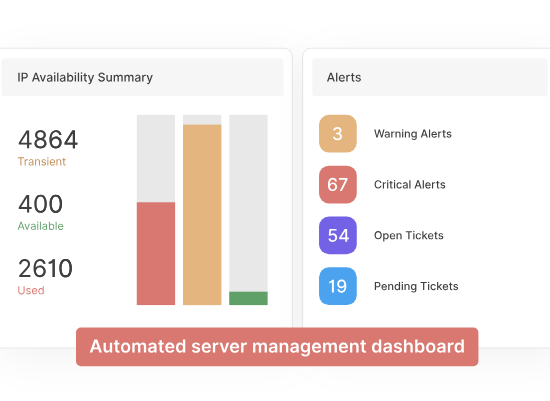 IP Availability Summary
4864
Transient
400
Available
2610
Used
Alerts
3 Warning Alerts
67 Critical Alerts
54 Open Tickets
19 Pending Tickets
Automated server management dashboard